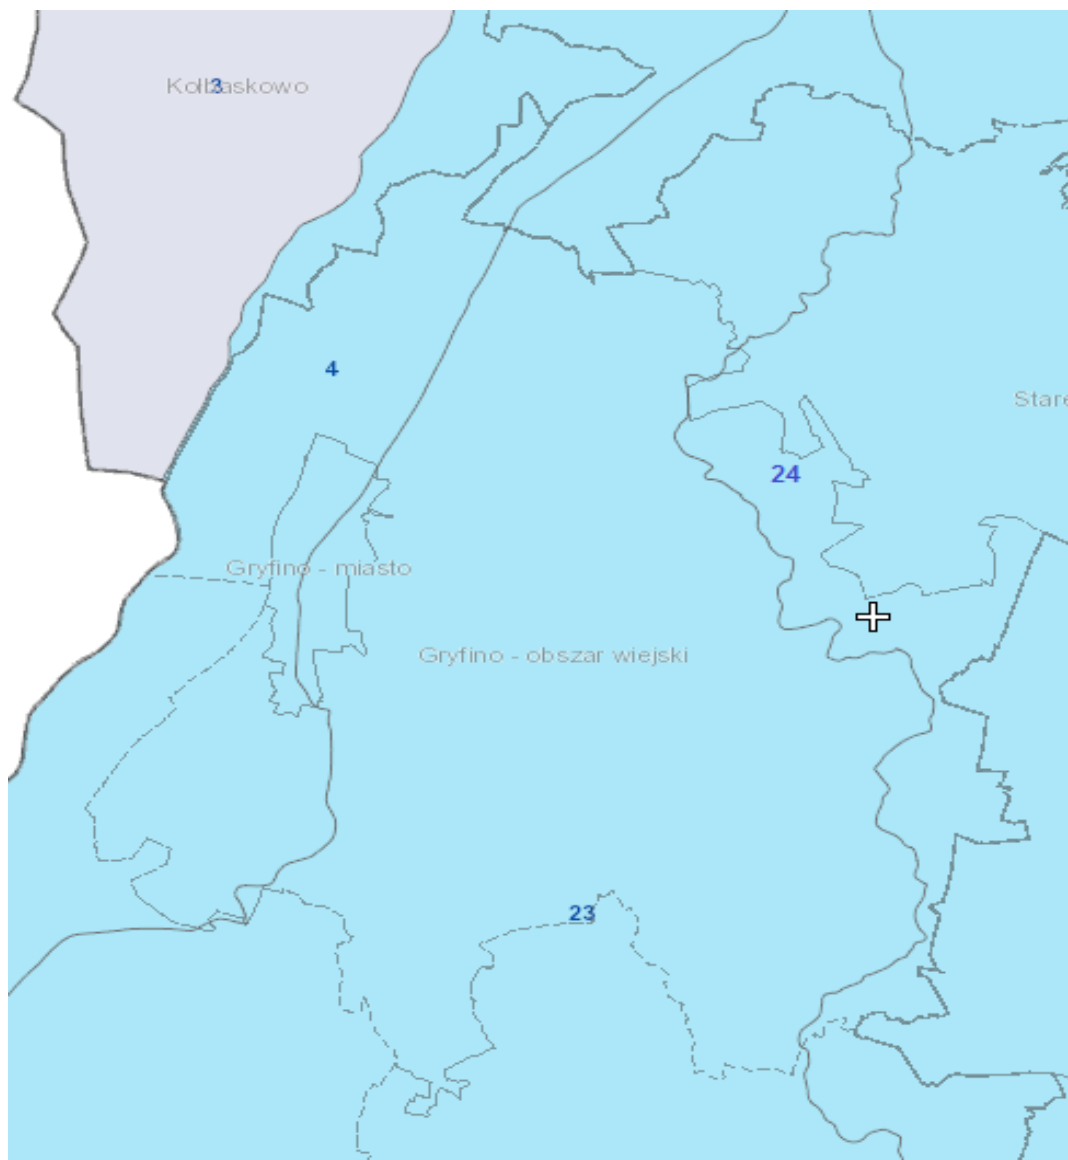 Kołbaskowo
3
4
Stare
24
Gryfino - miasto
Gryfino - obszar wiejski
23